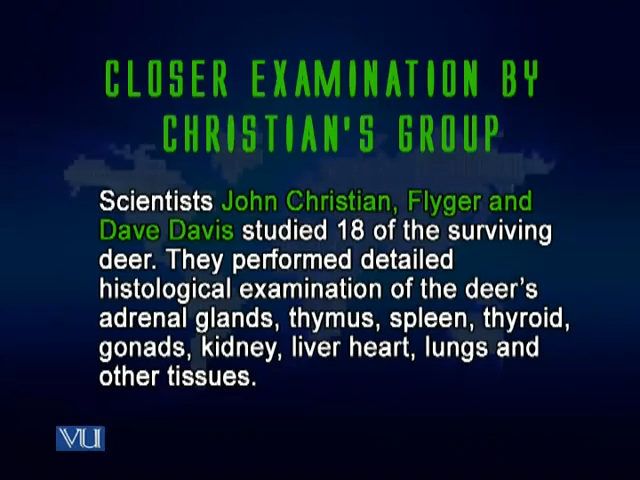 CLOSER EXAMINATION BY
CHRISTIAN'S GROUP
Scientists John Christian, Flyger and
Dave Davis studied 18 of the surviving
deer. They performed detailed
histological examination of the deer's
adrenal glands, thymus, spleen, thyroid,
gonads, kidney, liver heart, lungs and
other tissues.
VU